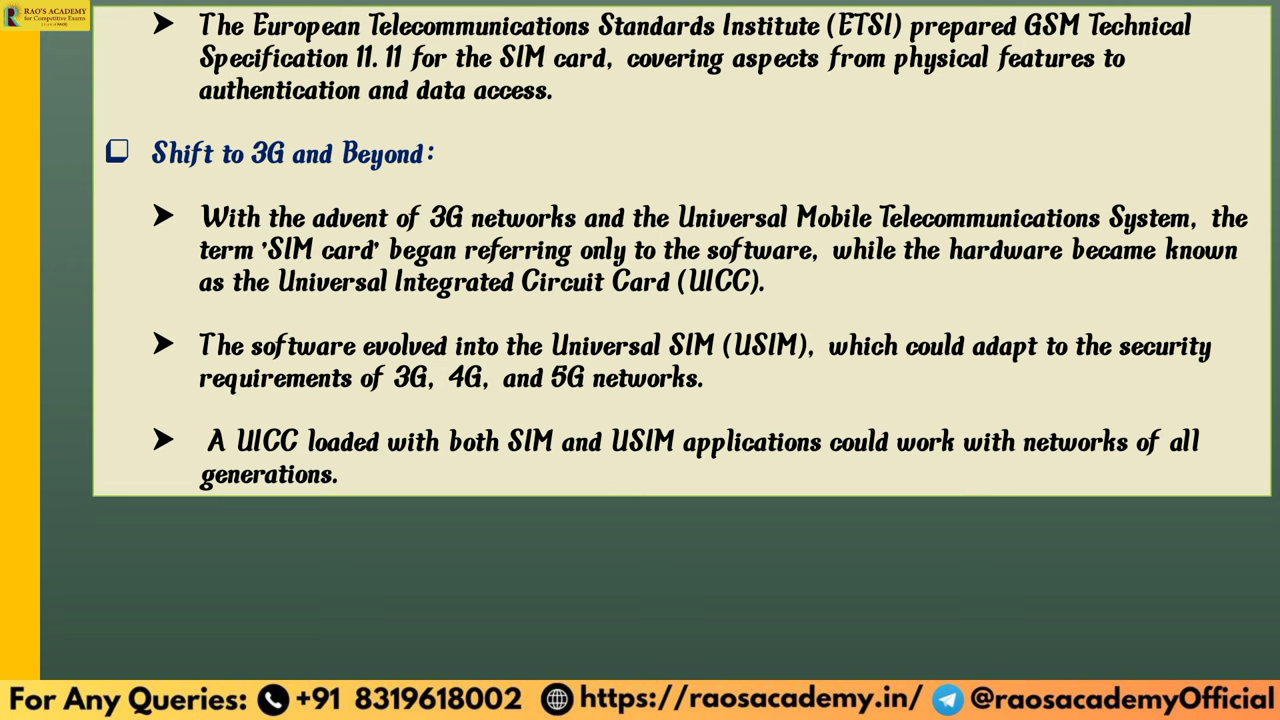 RAO'S ACADEMY
for Competitive Exams
➤ The European Telecommunications Standards Institute (ETSI) prepared GSM Technical
Specification 11.11 for the SIM card, covering aspects from physical features to
authentication and data access.
❑ Shift to 3G and Beyond:
➤ With the advent of 3G networks and the Universal Mobile Telecommunications System, the
term 'SIM card' began referring only to the software, while the hardware became known
as the Universal Integrated Circuit Card (UICC).
➤ The software evolved into the Universal SIM (USIM), which could adapt to the security
requirements of 3G, 4G, and 5G networks.
➤ A UICC loaded with both SIM and USIM applications could work with networks of all
generations.
For Any Queries: +91 8319618002 https://raosacademy.in/ @raosacademyOfficial